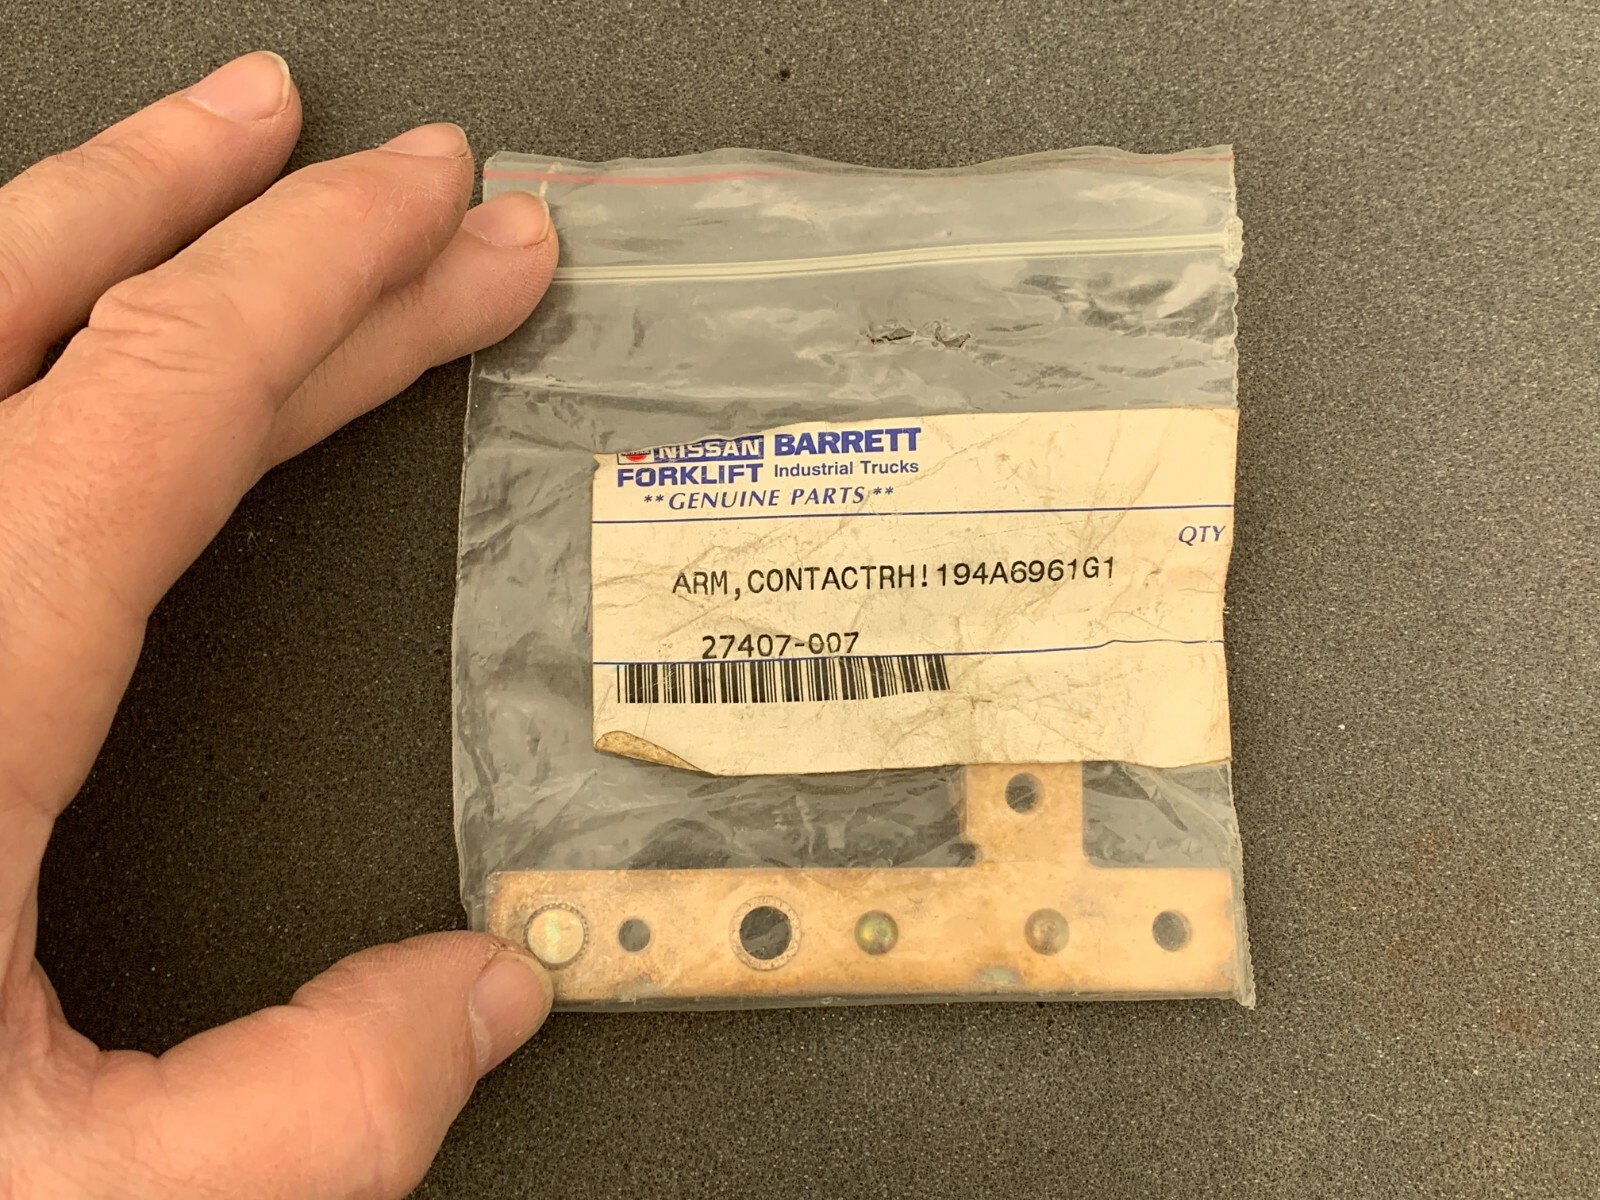 NISSAN BARRETT
FORKLIFT Industrial Trucks
**GENUINE PARTS**
QTY
ARM,CONTACTRH!194A6961G1
27407-007